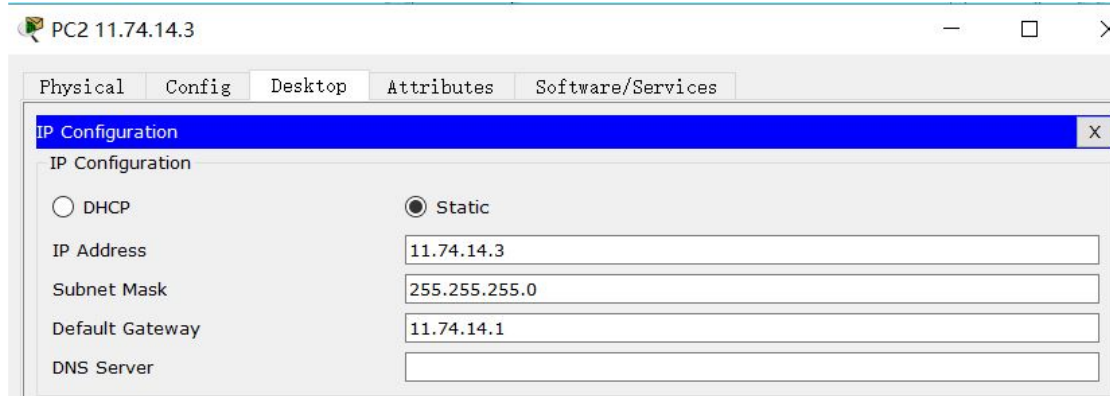 PC2 11.74.14.3
Physical Config Desktop Attributes Software/Services
IP Configuration X
IP Configuration
DHCP Static
IP Address 11.74.14.3
Subnet Mask 255.255.255.0
Default Gateway 11.74.14.1
DNS Server